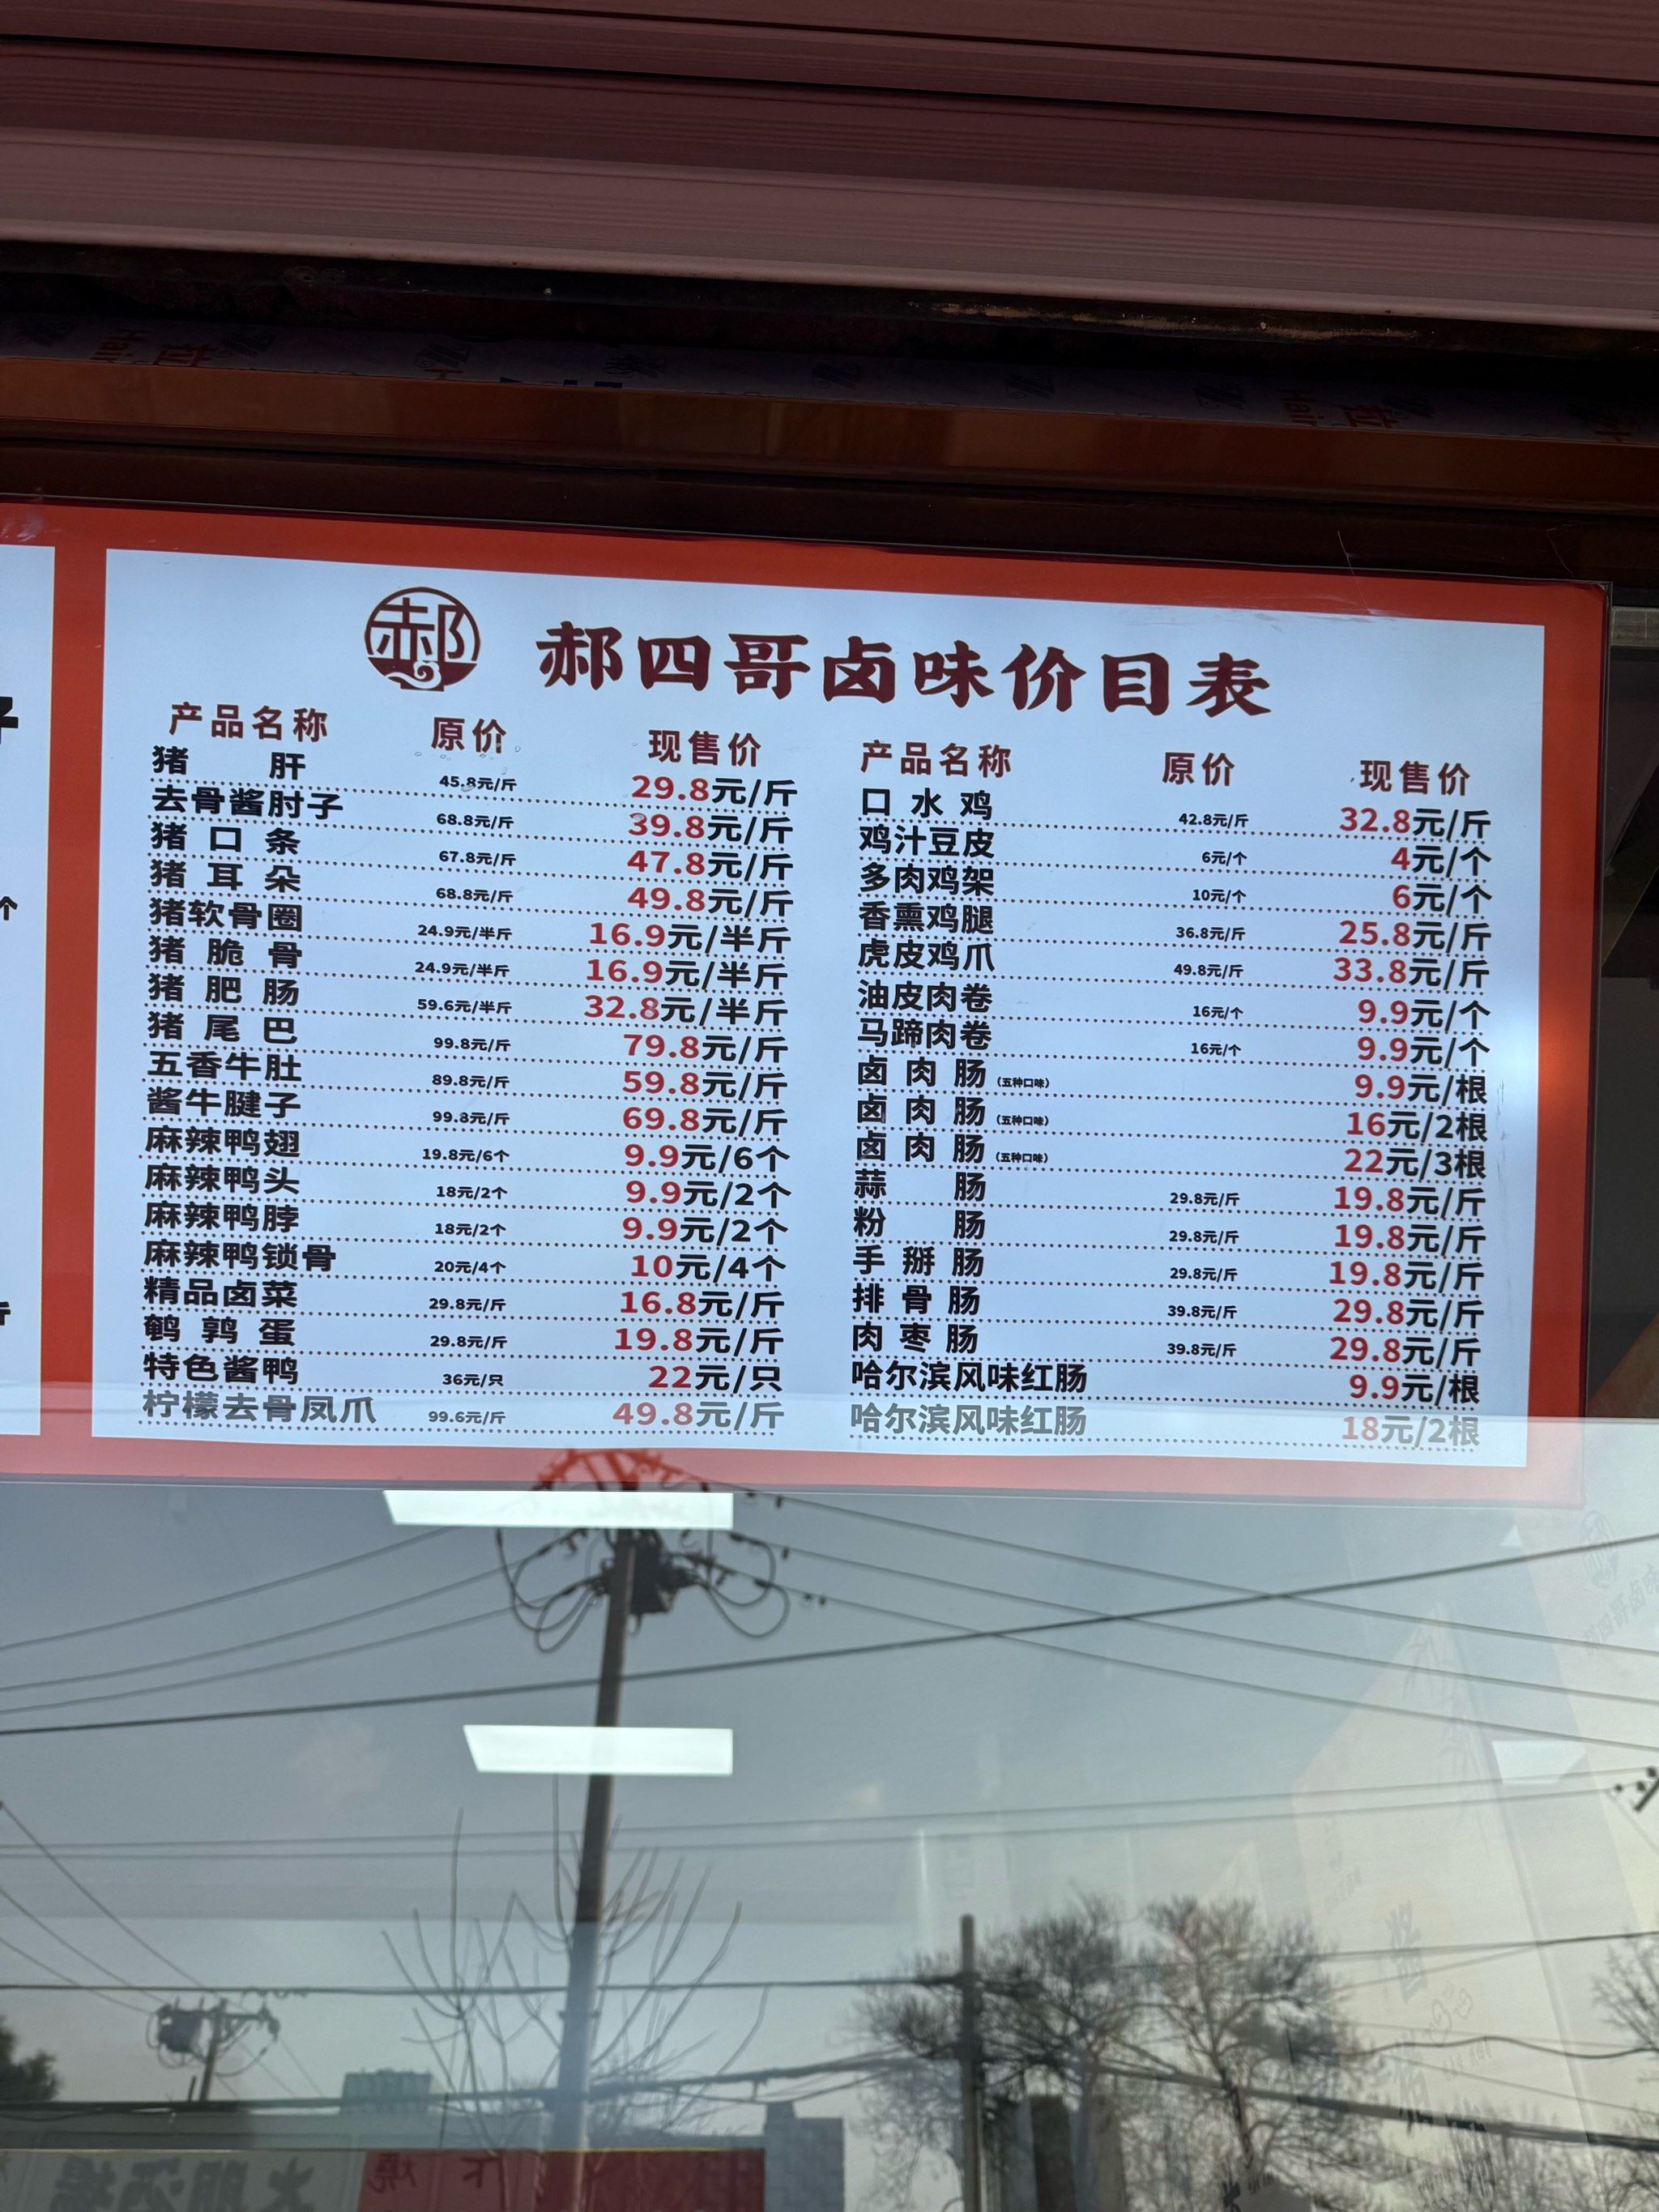 郝
郝四哥卤味价目表
产品名称 原价 现售价
猪肝 45.8元/斤 29.8元/斤
去骨酱肘子 68.8元/斤 39.8元/斤
猪口条 67.8元/斤 47.8元/斤
猪耳朵 68.8元/斤 49.8元/斤
猪软骨圈 24.9元/半斤 16.9元/半斤
猪脆骨 24.9元/半斤 16.9元/半斤
猪肥肠 59.6元/半斤 32.8元/半斤
猪尾巴 99.8元/斤 79.8元/斤
五香牛肚 89.8元/斤 59.8元/斤
酱牛腱子 99.8元/斤 69.8元/斤
麻辣鸭翅 19.8元/6个 9.9元/6个
麻辣鸭头 18元/2个 9.9元/2个
麻辣鸭脖 18元/2个 9.9元/2个
麻辣鸭锁骨 20元/4个 10元/4个
精品卤菜 29.8元/斤 16.8元/斤
鹌鹑蛋 29.8元/斤 19.8元/斤
特色酱鸭 36元/只 22元/只
柠檬去骨凤爪 99.6元/斤 49.8元/斤
产品名称 原价 现售价
口水鸡 42.8元/斤 32.8元/斤
鸡汁豆皮 6元/个 4元/个
多肉鸡架 10元/个 6元/个
香熏鸡腿 36.8元/斤 25.8元/斤
虎皮鸡爪 49.8元/斤 33.8元/斤
油皮肉卷 16元/个 9.9元/个
马蹄肉卷 16元/个 9.9元/个
卤肉肠(五种口味) 9.9元/根
卤肉肠(五种口味) 16元/2根
卤肉肠(五种口味) 22元/3根
蒜肠 29.8元/斤 19.8元/斤
粉肠 29.8元/斤 19.8元/斤
手掰肠 29.8元/斤 19.8元/斤
排骨肠 39.8元/斤 29.8元/斤
肉枣肠 39.8元/斤 29.8元/斤
哈尔滨风味红肠 9.9元/根
哈尔滨风味红肠 18元/2根
个
斤